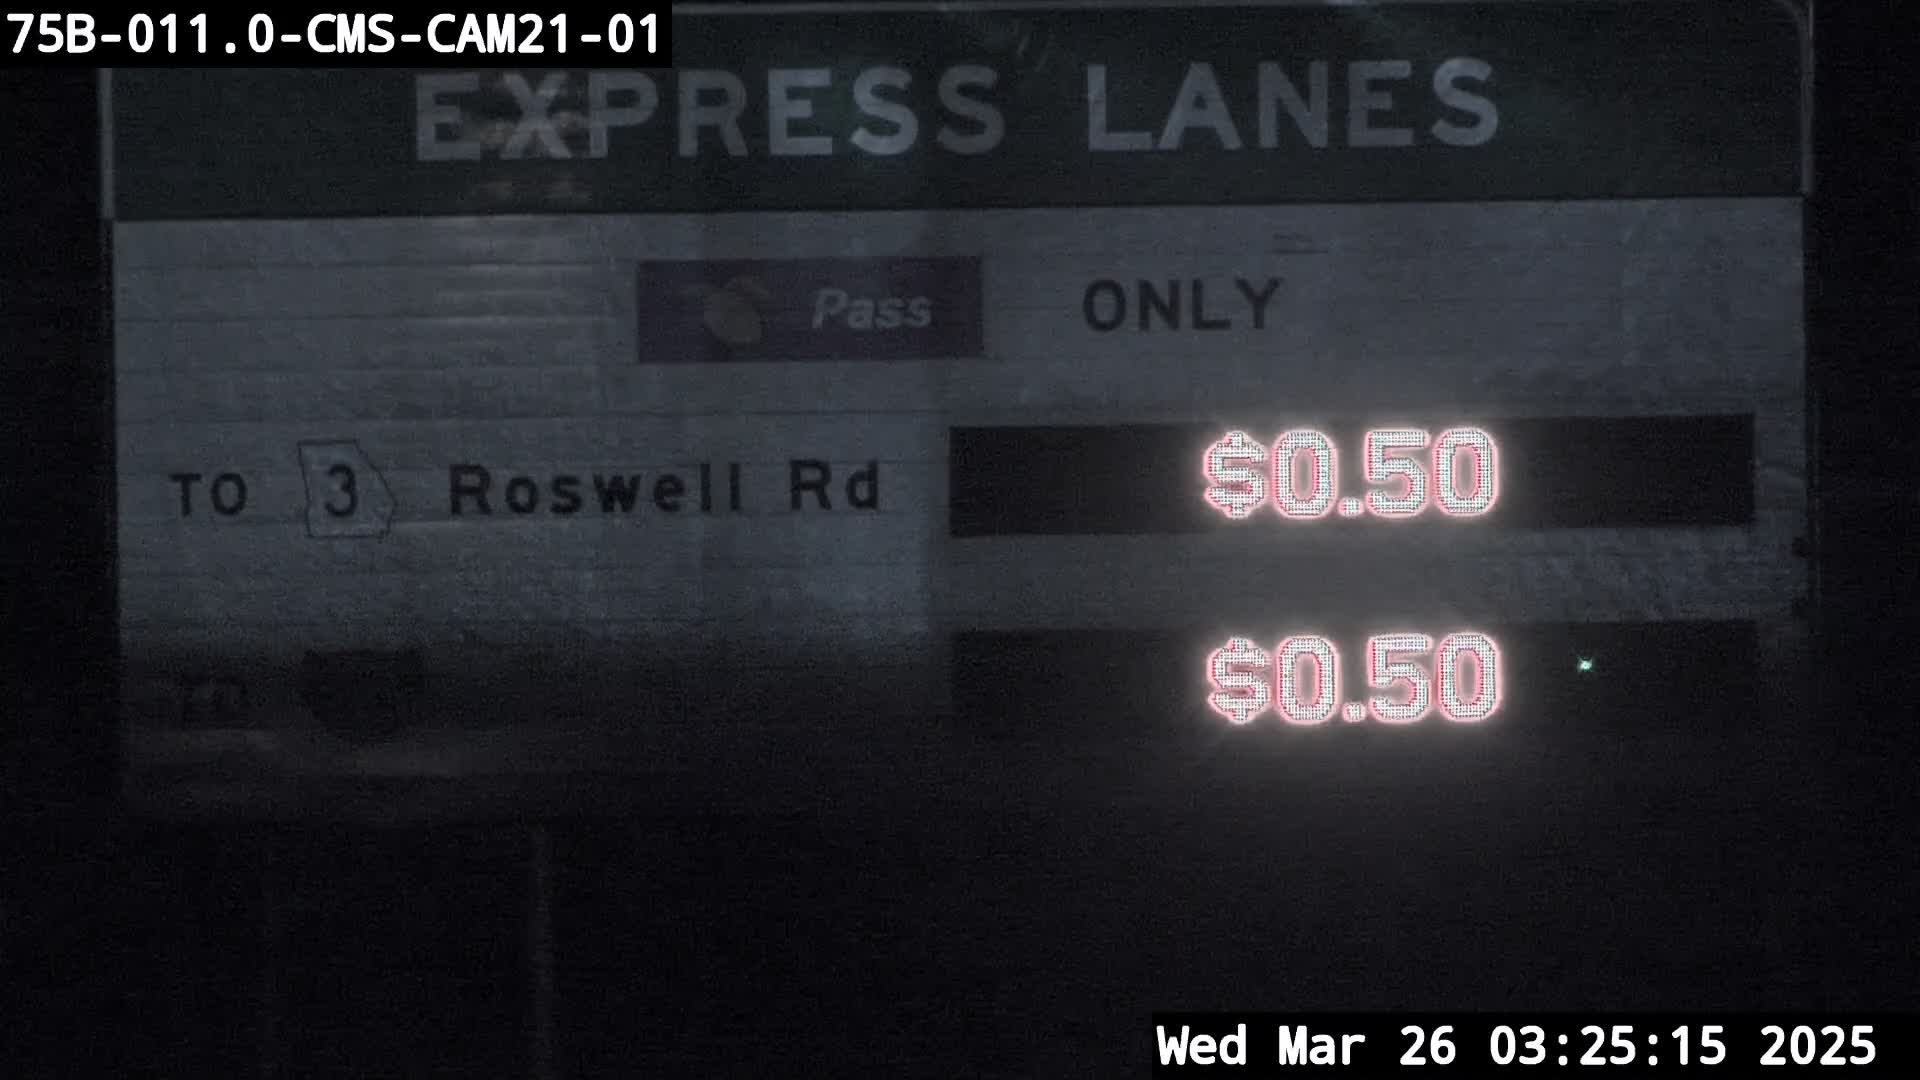 75B-011.0-CMS-CAM21-01
EXPRESS LANES
Pass ONLY
TO 3 Roswell Rd $0.50
$0.50
Wed Mar 26 03:25:15 2025